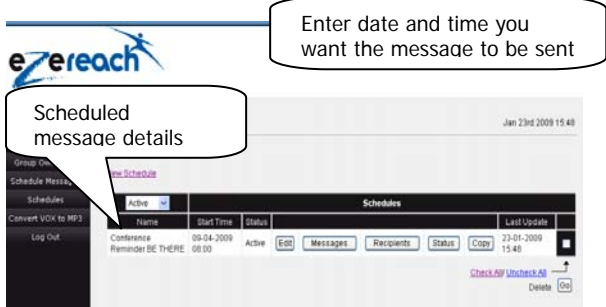 Enter date and time you
want the message to be sent
ezereach
Scheduled
message details
Jan 23rd 2009 15:48
Group
Schedule Messag
Schedules
Convert VOX to MP3
Log Out
ew Schedule
Active
Schedules
Name Start Time Status Last Update
Conference
Reminder BE THERE
09-04-2009
08:00
Active Edit Messages Recipients Status Copy
23-01-2009
15:48
Check All/ Uncheck All
Delete Go